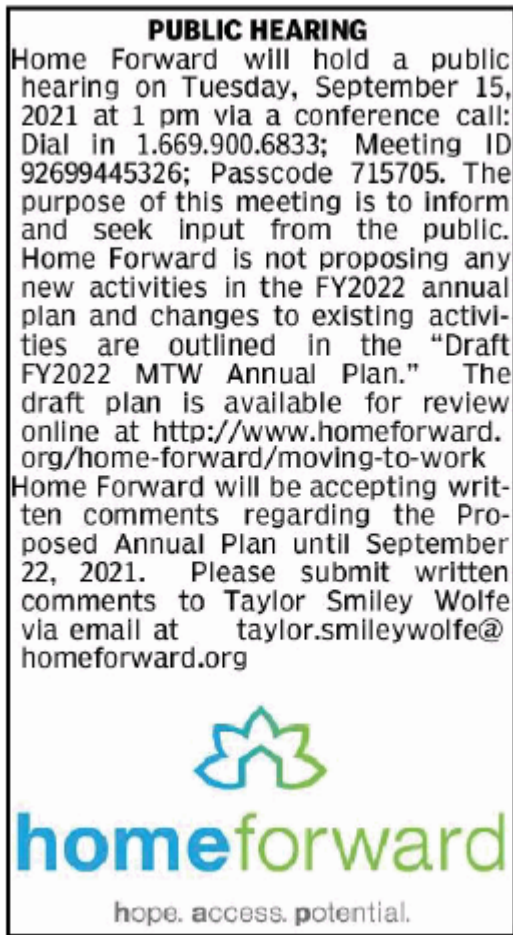 PUBLIC HEARING
Home Forward will hold a public
hearing on Tuesday, September 15,
2021 at 1 pm via a conference call:
Dial in 1.669.900.6833; Meeting ID
92699445326; Passcode 715705. The
purpose of this meeting is to inform
and seek input from the public.
Home Forward is not proposing any
new activities in the FY2022 annual
plan and changes to existing activi-
ties are outlined in the “Draft
FY2022 MTW Annual Plan.” The
draft plan is available for review
online at http://www.homeforward.
org/home-forward/moving-to-work
Home Forward will be accepting writ-
ten comments regarding the Pro-
posed Annual Plan until September
22, 2021. Please submit written
comments to Taylor Smiley Wolfe
via email at taylor.smileywolfe@
homeforward.org
homeforward
hope. access. potential.